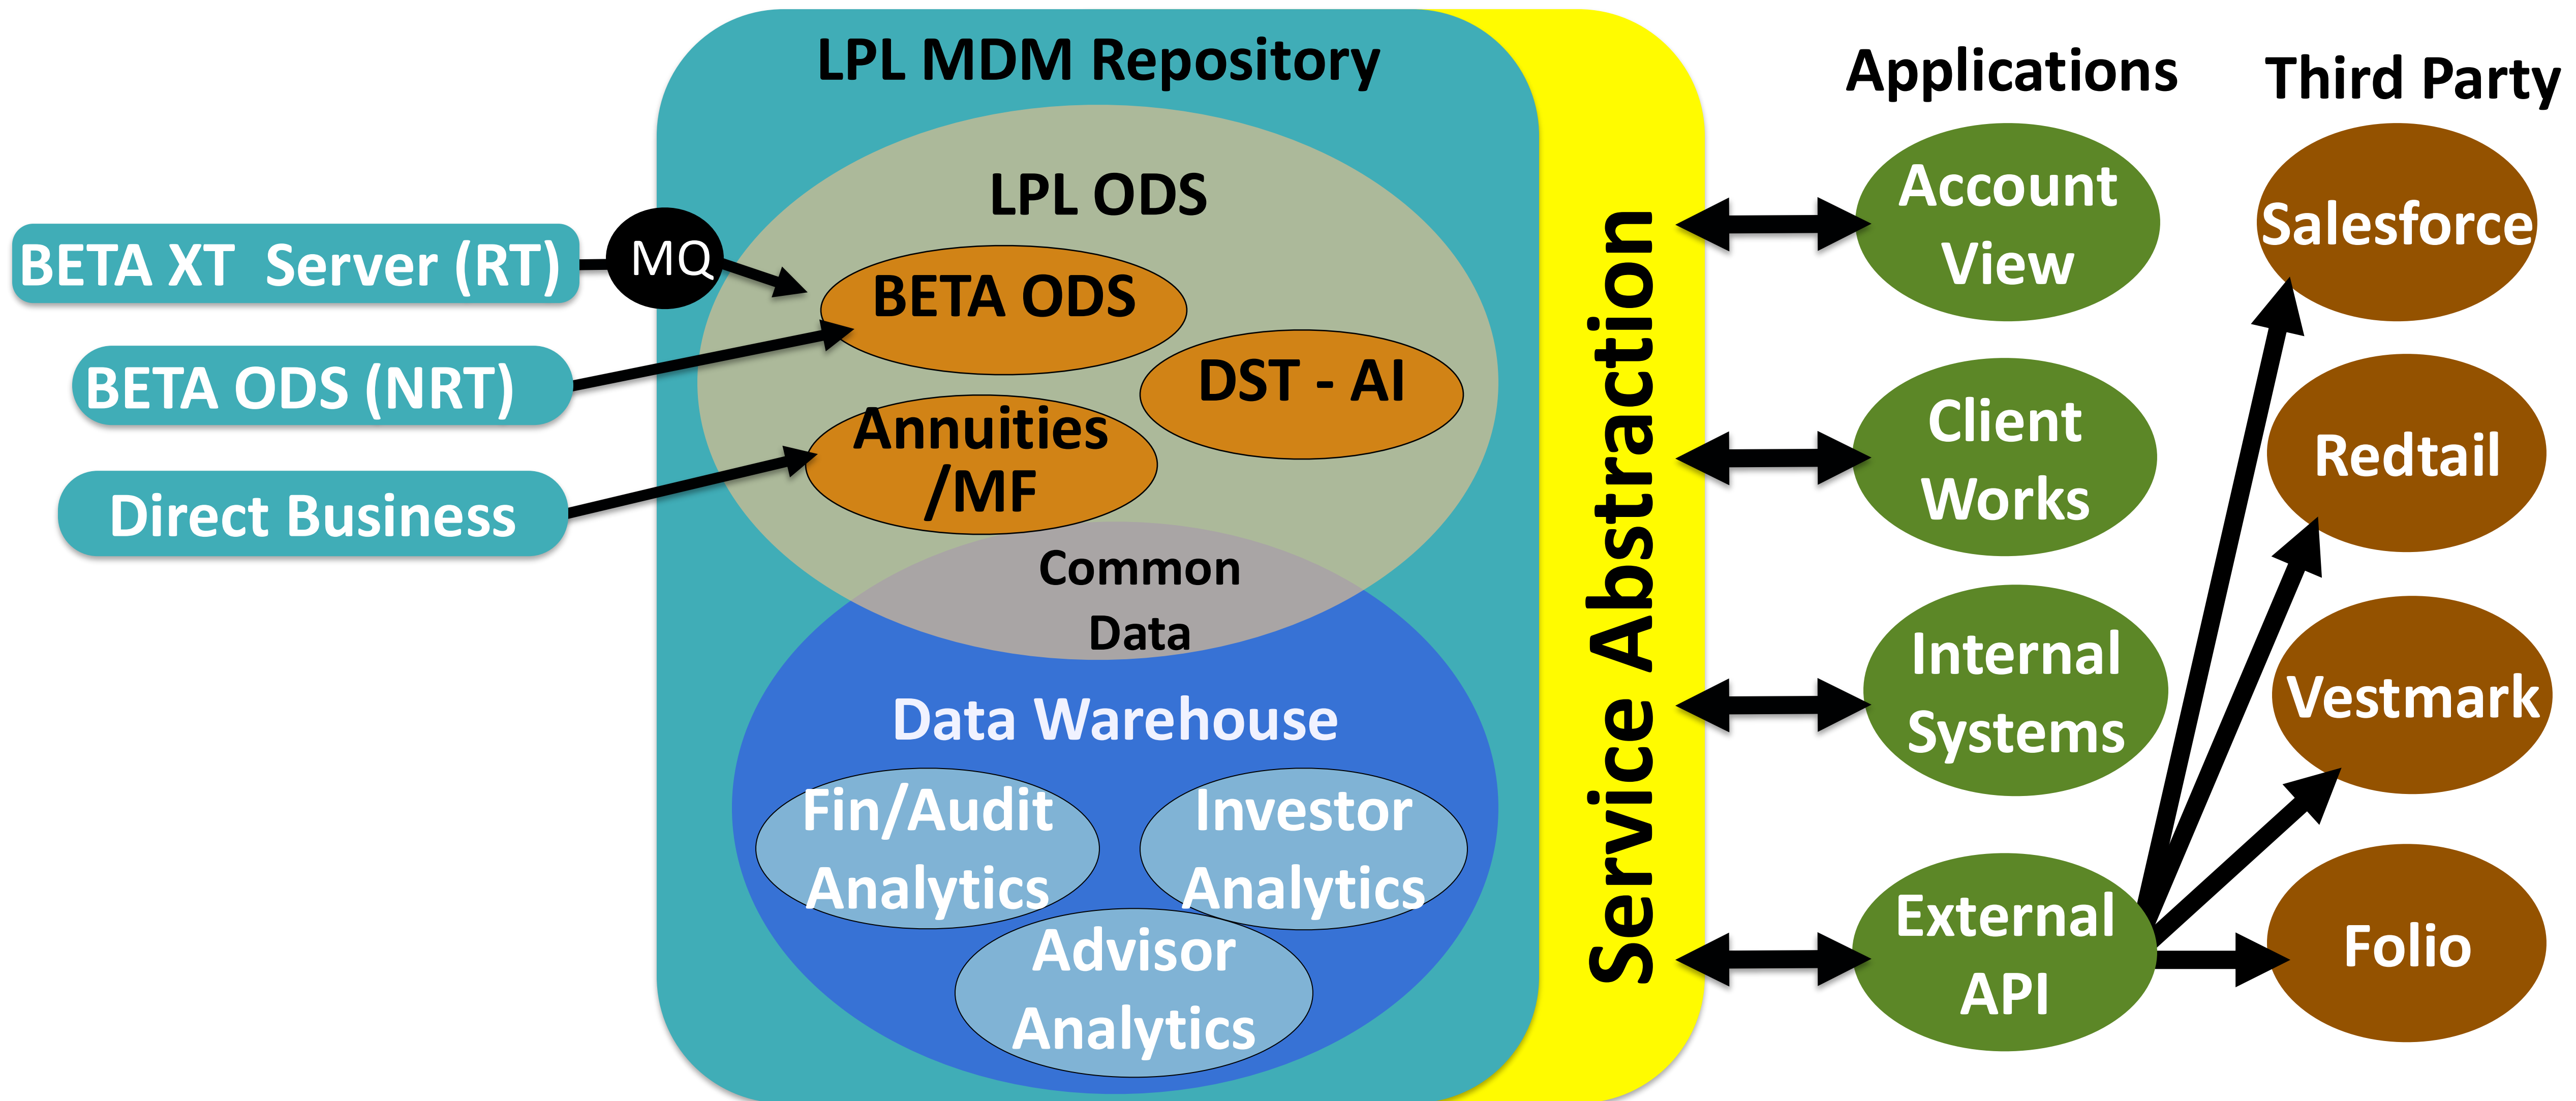 LPL MDM Repository
Applications
Third Party
LPL ODS
BETA XT  Server (RT)
MQ
BETA ODS
BETA ODS (NRT)
DST - AI
Annuities
/MF
Direct Business
Common
Data
Data Warehouse
Fin/Audit
Analytics
Investor
Analytics
Advisor
Analytics
Service Abstraction
Account
View
Client
Works
Internal
Systems
External
API
Salesforce
Redtail
Vestmark
Folio